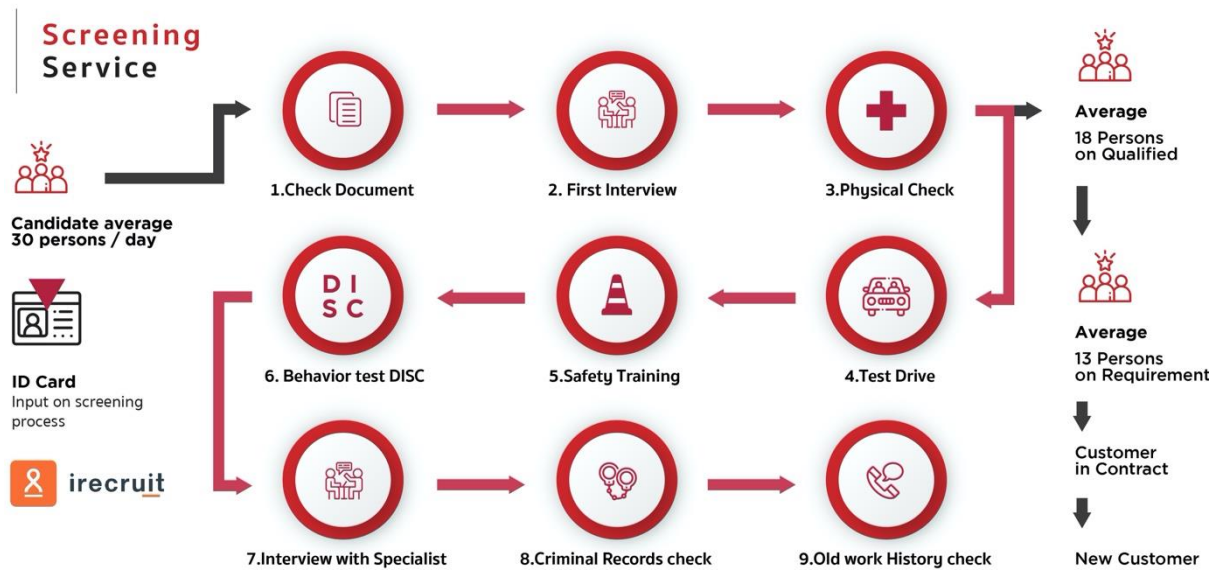 Screening
Service
Candidate average
30 persons / day
ID Card
Input on screening
process
irecruit
1.Check Document
2. First Interview
3.Physical Check
D I
S C
6. Behavior test DISC
5.Safety Training
4.Test Drive
7.Interview with Specialist
8.Criminal Records check
9.Old work History check
Average
18 Persons
on Qualified
Average
13 Persons
on Requirement
Customer
in Contract
New Customer